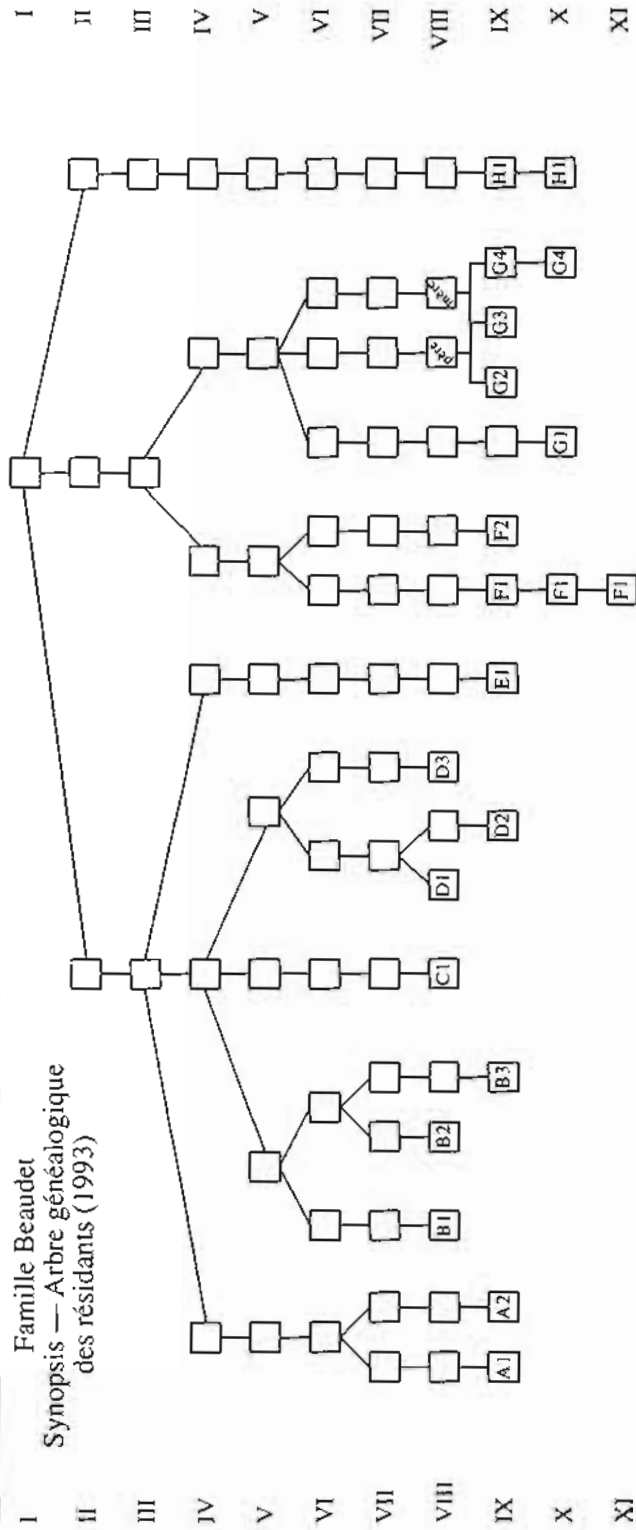 Famille Beaudet
Synopsis — Arbre généalogique
des résidants (1993)
I I
II II
III III
IV IV
V V
VI VI
VII VII
VIII B1 B2 C1 D1 D3 père mère VIII
IX A1 A2 B3 D2 E1 F1 F2 G2 G3 G4 H1 IX
X F1 G1 G4 H1 X
XI F1 XI